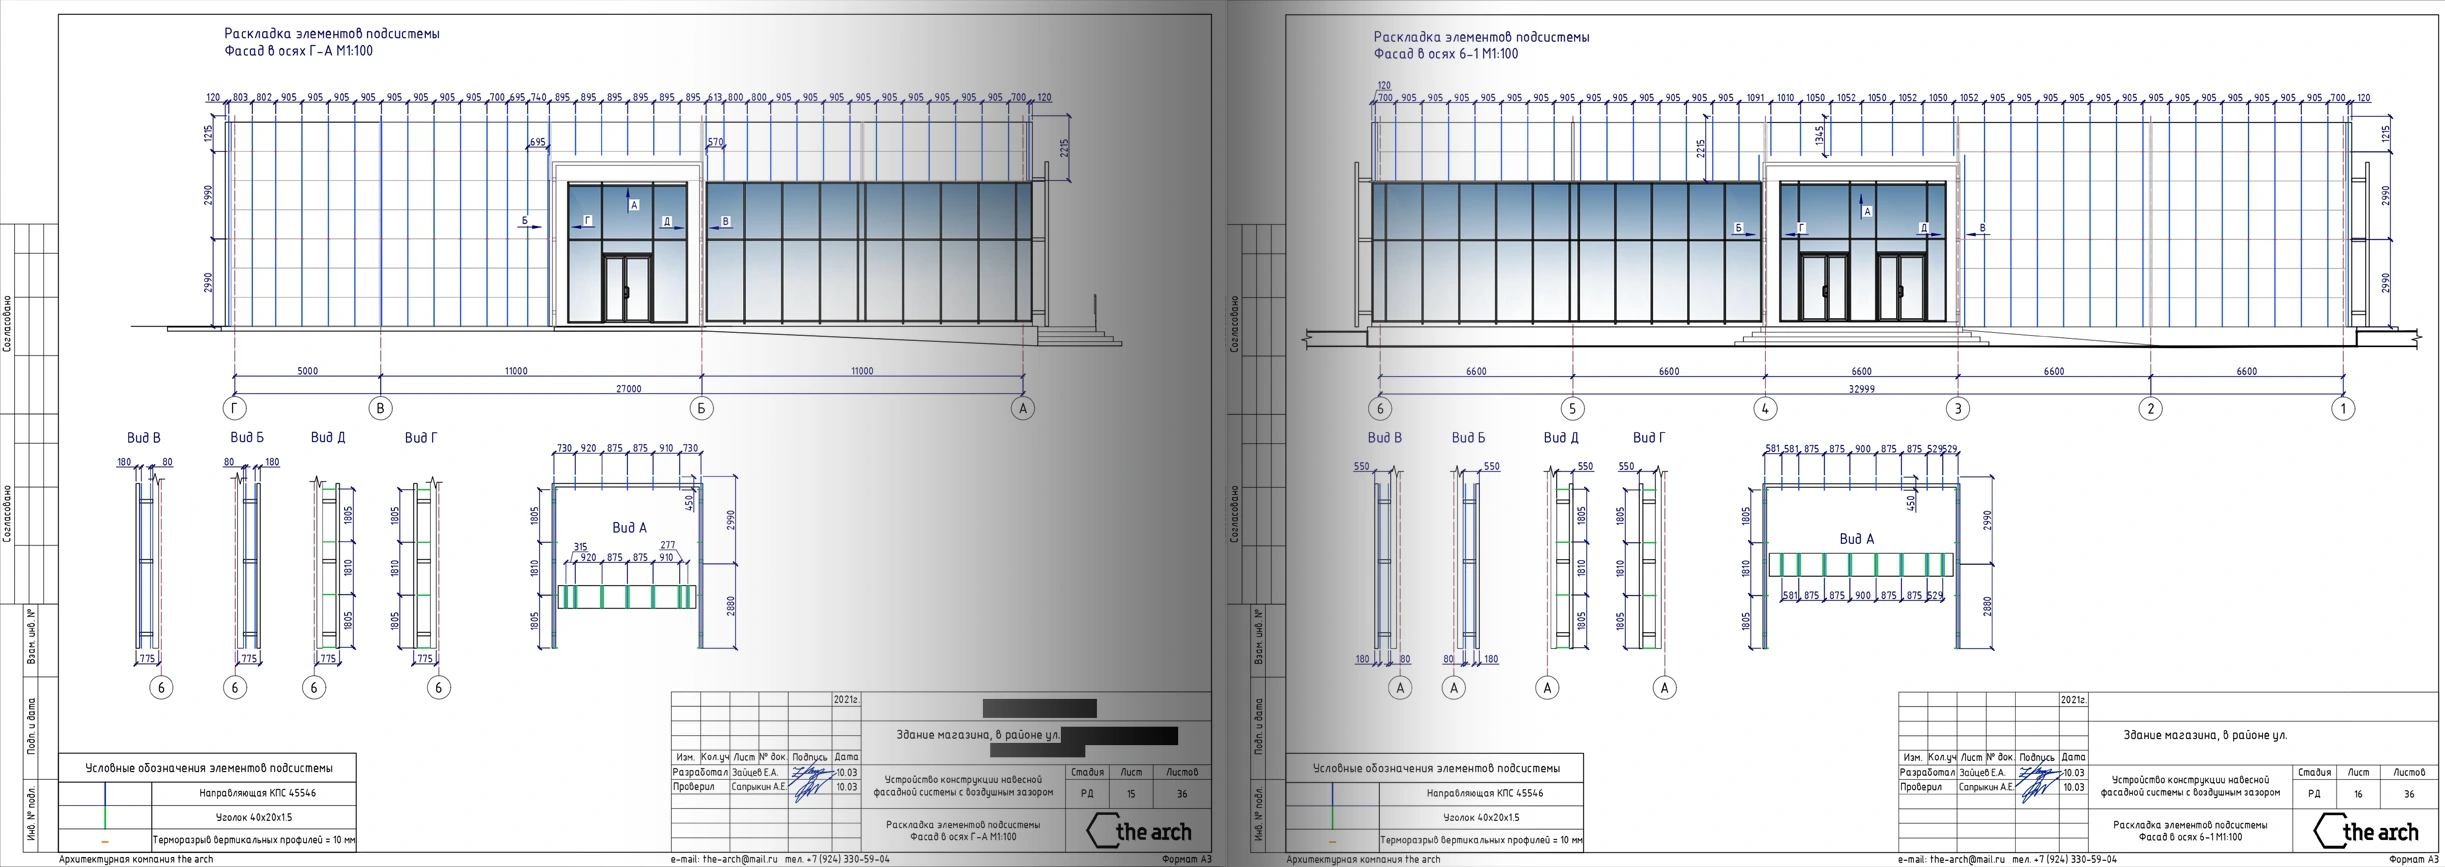 Раскладка элементов подсистемы
Фасад в осях Г-А М1:100
120 803 802 905 905 905 905 905 905 905 905 700 695 740 895 895 895 895 895 895 613 800 800 905 905 905 905 905 905 905 905 700 120
1215
2990
2990
695
570
2215
Б
Г
А
Д
В
5000 11000 11000
27000
Г В Б А
Вид В Вид Б Вид Д Вид Г
180 80
80 180
1805
1810
1805
1805
1810
1805
775 775 775 775
6 6 6 6
730 920 875 875 910 730
450
Вид А
315 277
920 875 875 910
1805
1810
1805
2990
2880
Согласовано
Согласовано
Взам. инв. №
Подп. и дата
Инв. № подл.
Условные обозначения элементов подсистемы
Направляющая КПС 45546
Уголок 40х20х1.5
Терморазрыв вертикальных профилей = 10 мм
Архитектурная компания the arch
2021г.
Здание магазина, в районе ул.
Изм. Кол.уч Лист № док. Подпись Дата
Разработал Зайцев Е.А. 10.03
Проверил Сапрыкин А.Е. 10.03
Устройство конструкции навесной
фасадной системы с воздушным зазором
Стадия Лист Листов
РД 15 36
Раскладка элементов подсистемы
Фасад в осях Г-А М1:100
the arch
e-mail: the-arch@mail.ru тел. +7 (924) 330-59-04
Формат А3
Раскладка элементов подсистемы
Фасад в осях 6-1 М1:100
120
700 905 905 905 905 905 905 905 905 905 905 905 905 905 1091 1010 1050 1052 1050 1052 1050 1052 905 905 905 905 905 905 905 905 905 905 905 905 700 120
2215
1345
1215
2990
2990
Б
Г
А
Д
В
6600 6600 6600 6600 6600
32999
6 5 4 3 2 1
Вид В Вид Б Вид Д Вид Г
550 550 550 550
1805
1810
1805
1805
1810
1805
180 80
80 180
А А А А
581 581 875 875 900 875 875 529 529
450
Вид А
581 875 875 900 875 875 529
1805
1810
1805
2990
2880
Согласовано
Согласовано
Взам. инв. №
Подп. и дата
Инв. № подл.
Условные обозначения элементов подсистемы
Направляющая КПС 45546
Уголок 40х20х1.5
Терморазрыв вертикальных профилей = 10 мм
Архитектурная компания the arch
2021г.
Здание магазина, в районе ул.
Изм. Кол.уч Лист № док. Подпись Дата
Разработал Зайцев Е.А. 10.03
Проверил Сапрыкин А.Е. 10.03
Устройство конструкции навесной
фасадной системы с воздушным зазором
Стадия Лист Листов
РД 16 36
Раскладка элементов подсистемы
Фасад в осях 6-1 М1:100
the arch
e-mail: the-arch@mail.ru тел. +7 (924) 330-59-04
Формат А3